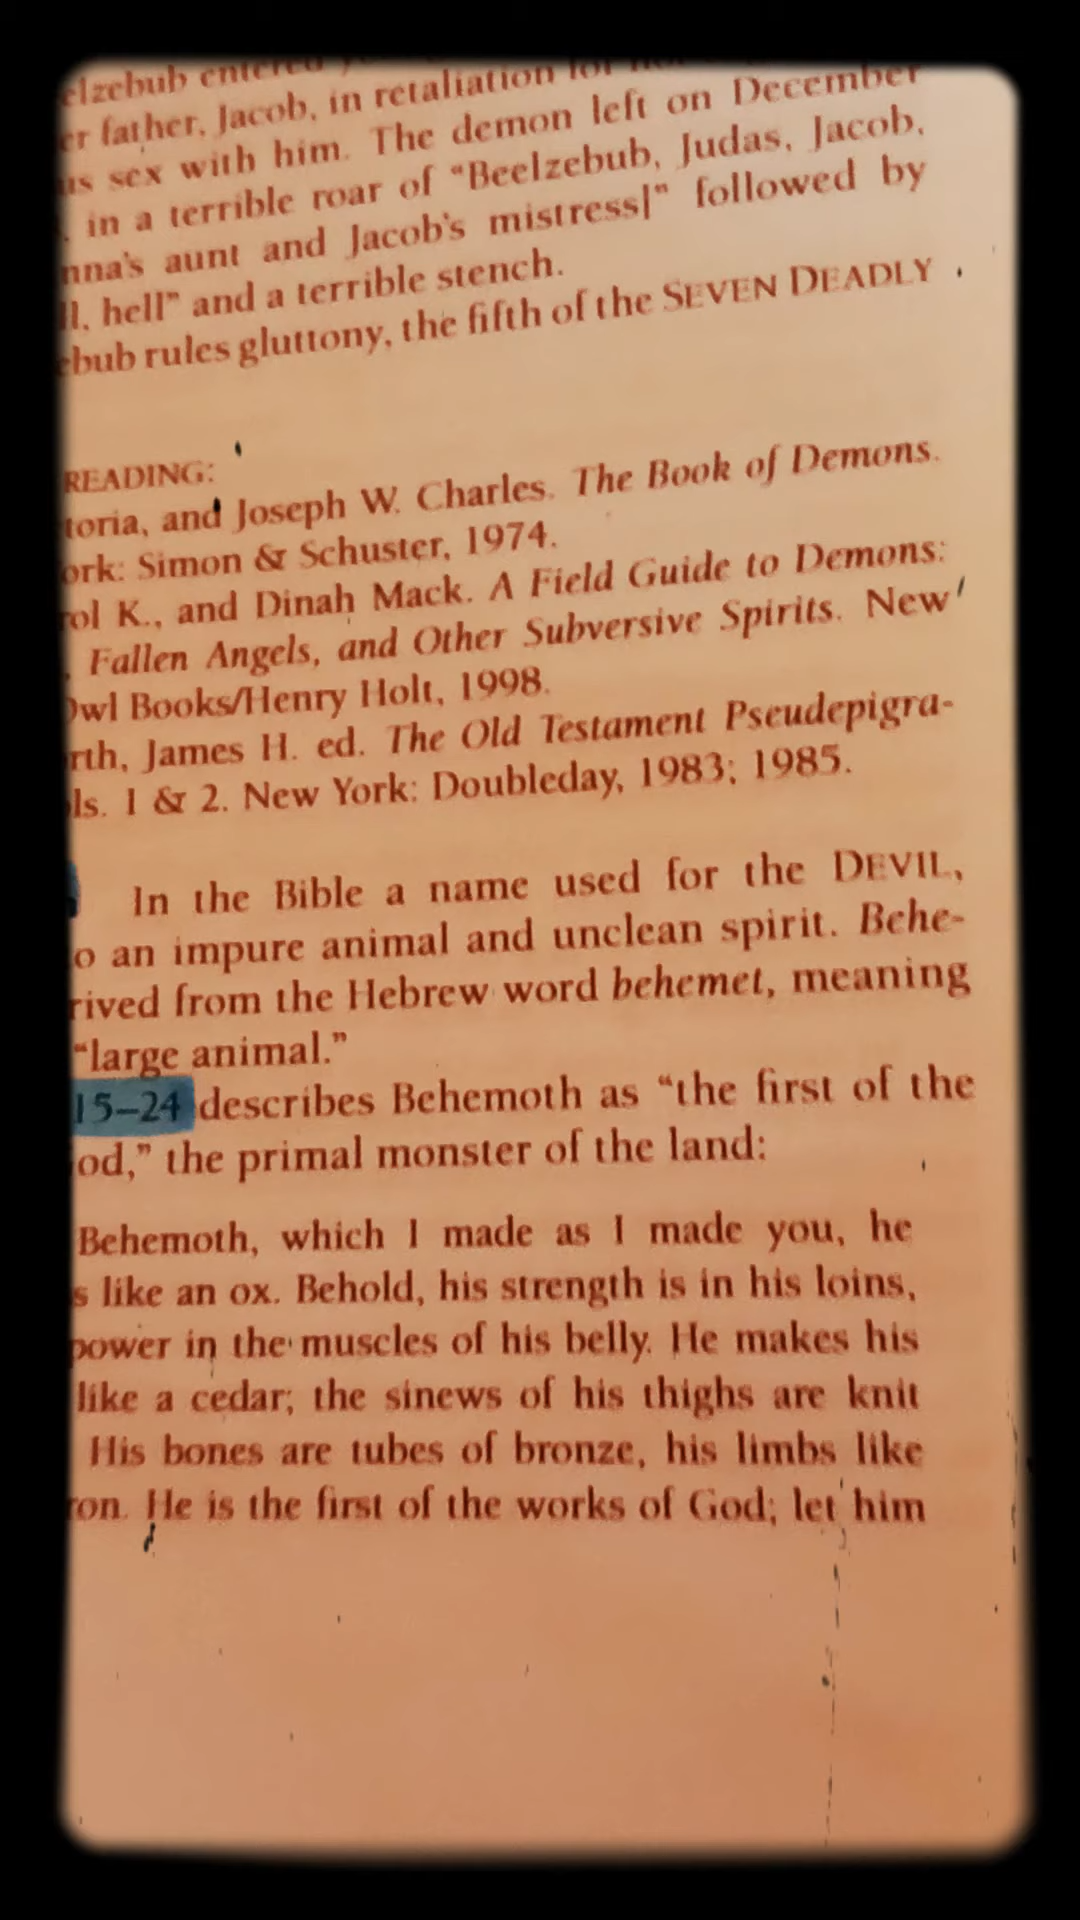 elzebub entered
er father, Jacob, in retaliation for
us sex with him. The demon left on December
, in a terrible roar of "Beelzebub, Judas, Jacob,
nna's aunt and Jacob's mistress]" followed by
ll, hell" and a terrible stench.
ebub rules gluttony, the fifth of the SEVEN DEADLY
READING:
toria, and Joseph W. Charles. The Book of Demons.
ork: Simon & Schuster, 1974.
rol K., and Dinah Mack. A Field Guide to Demons:
, Fallen Angels, and Other Subversive Spirits. New
Owl Books/Henry Holt, 1998.
rth, James H. ed. The Old Testament Pseudepigra-
ls. 1 & 2. New York: Doubleday, 1983; 1985.
In the Bible a name used for the DEVIL,
o an impure animal and unclean spirit. Behe-
rived from the Hebrew word behemet, meaning
"large animal."
15–24 describes Behemoth as "the first of the
od," the primal monster of the land:
Behemoth, which I made as I made you, he
s like an ox. Behold, his strength is in his loins,
power in the muscles of his belly. He makes his
like a cedar; the sinews of his thighs are knit
His bones are tubes of bronze, his limbs like
ron. He is the first of the works of God; let him